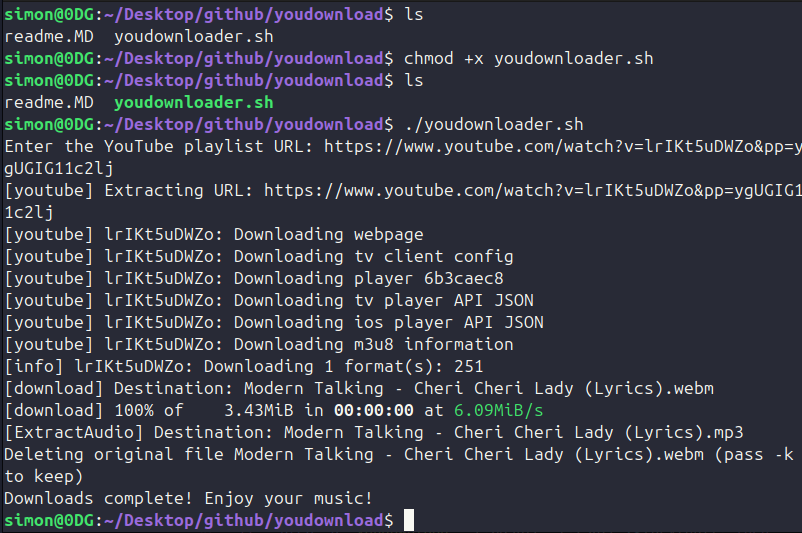 simon@0DG:~/Desktop/github/youdownload$ ls
readme.MD  youdownloader.sh
simon@0DG:~/Desktop/github/youdownload$ chmod +x youdownloader.sh
simon@0DG:~/Desktop/github/youdownload$ ls
readme.MD  youdownloader.sh
simon@0DG:~/Desktop/github/youdownload$ ./youdownloader.sh
Enter the YouTube playlist URL: https://www.youtube.com/watch?v=lrIKt5uDWZo&pp=y
gUGIG11c2lj
[youtube] Extracting URL: https://www.youtube.com/watch?v=lrIKt5uDWZo&pp=ygUGIG1
1c2lj
[youtube] lrIKt5uDWZo: Downloading webpage
[youtube] lrIKt5uDWZo: Downloading tv client config
[youtube] lrIKt5uDWZo: Downloading player 6b3caec8
[youtube] lrIKt5uDWZo: Downloading tv player API JSON
[youtube] lrIKt5uDWZo: Downloading ios player API JSON
[youtube] lrIKt5uDWZo: Downloading m3u8 information
[info] lrIKt5uDWZo: Downloading 1 format(s): 251
[download] Destination: Modern Talking - Cheri Cheri Lady (Lyrics).webm
[download] 100% of    3.43MiB in 00:00:00 at 6.09MiB/s
[ExtractAudio] Destination: Modern Talking - Cheri Cheri Lady (Lyrics).mp3
Deleting original file Modern Talking - Cheri Cheri Lady (Lyrics).webm (pass -k
to keep)
Downloads complete! Enjoy your music!
simon@0DG:~/Desktop/github/youdownload$